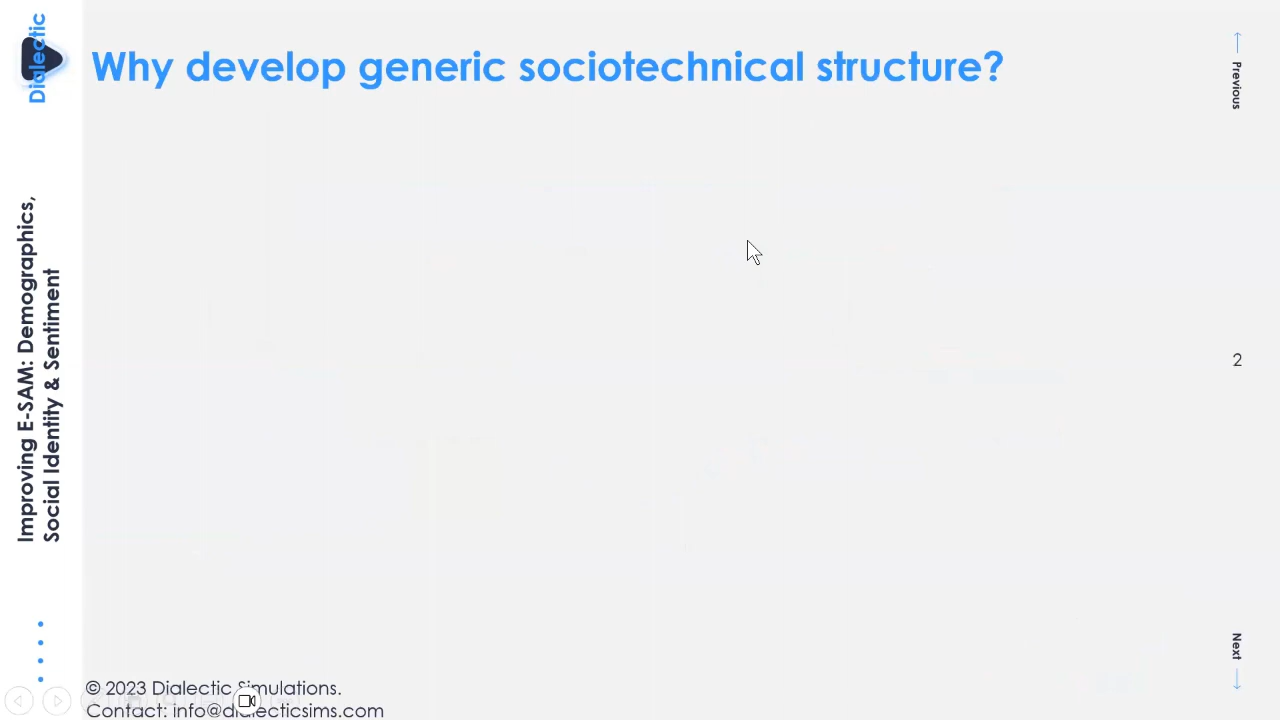 Dialectic
Why develop generic sociotechnical structure?
Previous
Improving E-SAM: Demographics,
Social Identity & Sentiment
2
Next
© 2023 Dialectic Simulations.
Contact: info@dialecticsims.com